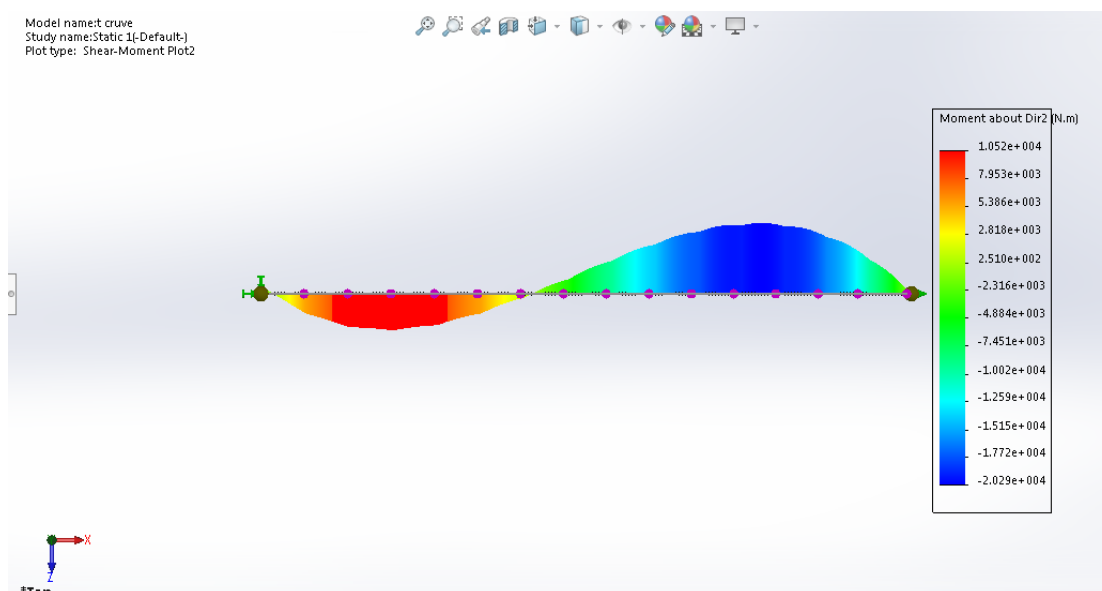 Model name:t cruve
Study name:Static 1(-Default-)
Plot type: Shear-Moment Plot2
Moment about Dir2 (N.m)
1.052e+004
7.953e+003
5.386e+003
2.818e+003
2.510e+002
-2.316e+003
-4.884e+003
-7.451e+003
-1.002e+004
-1.259e+004
-1.515e+004
-1.772e+004
-2.029e+004
X
Z